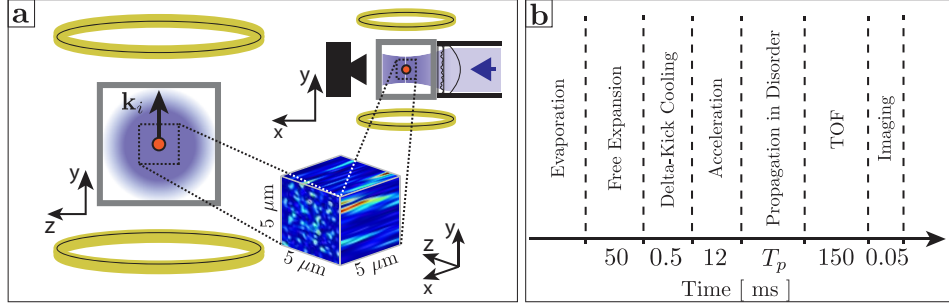 a
k_i
y
z
y
x
5 μm
5 μm
5 μm
y
z
x
b
Evaporation
Free Expansion
Delta-Kick Cooling
Acceleration
Propagation in Disorder
TOF
Imaging
50 0.5 12 T_p 150 0.05
Time [ ms ]